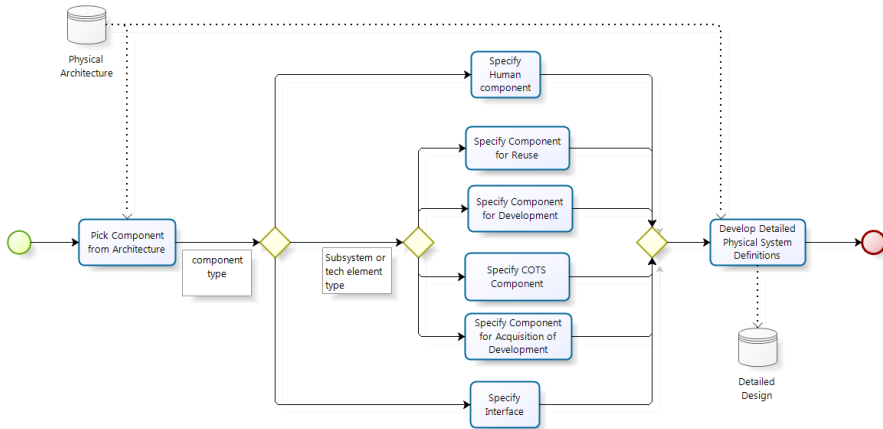 Physical
Architecture
Specify
Human
component
Specify Component
for Reuse
Pick Component
from Architecture
Specify Component
for Development
Develop Detailed
Physical System
Definitions
component
type
Subsystem or
tech element
type
Specify COTS
Component
Specify Component
for Acquisition of
Development
Detailed
Design
Specify
Interface